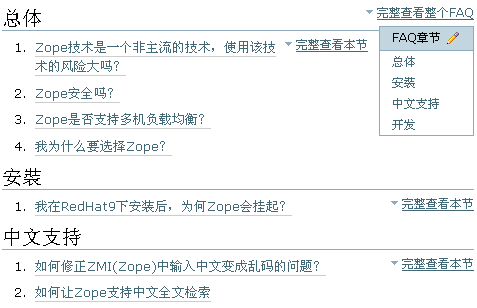 总体
完整查看整个FAQ
1. Zope技术是一个非主流的技术，使用该技
术的风险大吗？
完整查看本节
2. Zope安全吗？
3. Zope是否支持多机负载均衡？
4. 我为什么要选择Zope？
FAQ章节
总体
安装
中文支持
开发
安装
1. 我在RedHat9下安装后，为何Zope会挂起？
完整查看本节
中文支持
1. 如何修正ZMI(Zope)中输入中文变成乱码的问题？
完整查看本节
2. 如何让Zope支持中文全文检索